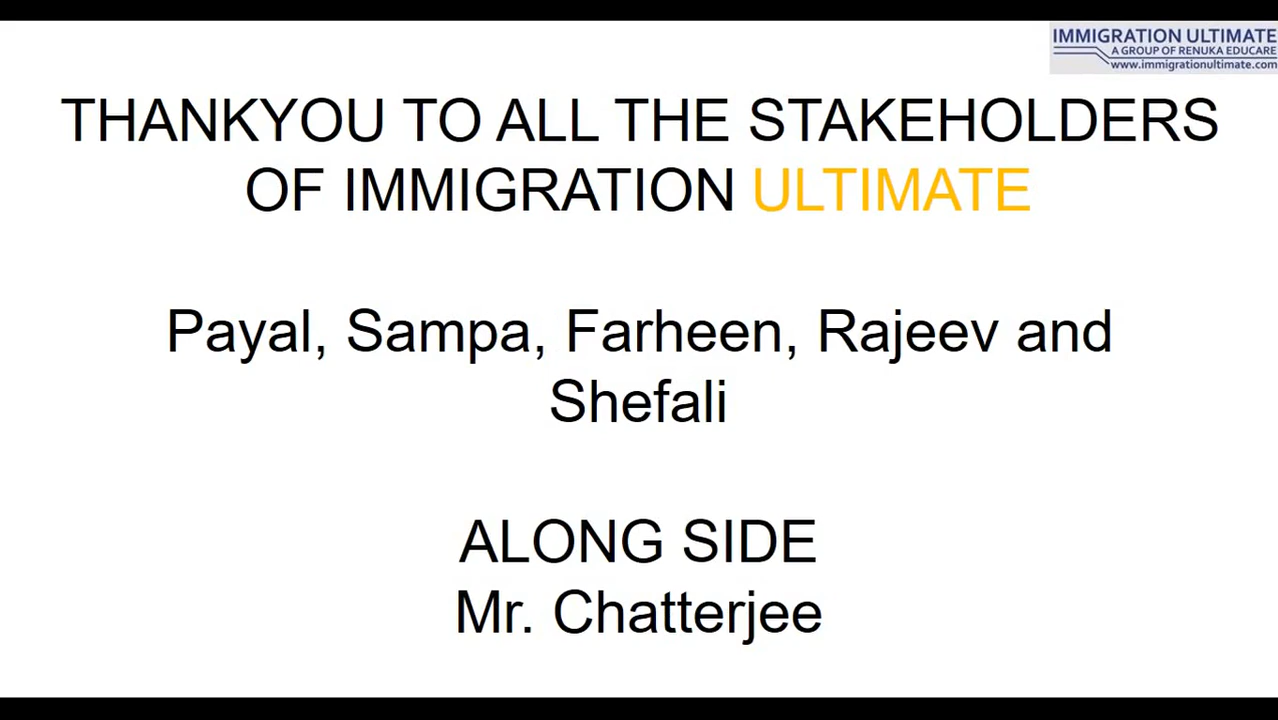 IMMIGRATION ULTIMATE
A GROUP OF RENUKA EDUCARE
www.immigrationultimate.com
THANKYOU TO ALL THE STAKEHOLDERS
OF IMMIGRATION ULTIMATE
Payal, Sampa, Farheen, Rajeev and
Shefali
ALONG SIDE
Mr. Chatterjee